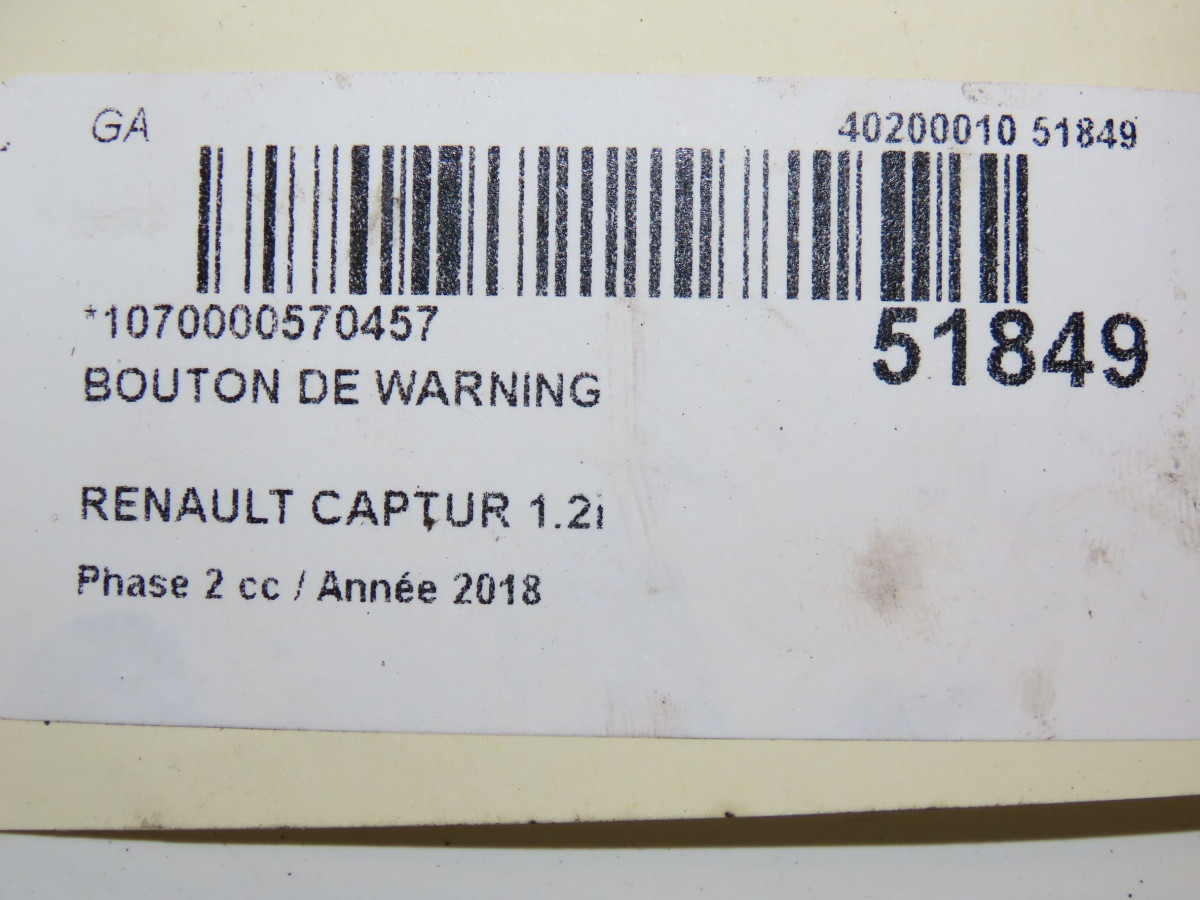 GA
40200010 51849
*1070000570457
51849
BOUTON DE WARNING
RENAULT CAPTUR 1.2i
Phase 2 cc / Année 2018